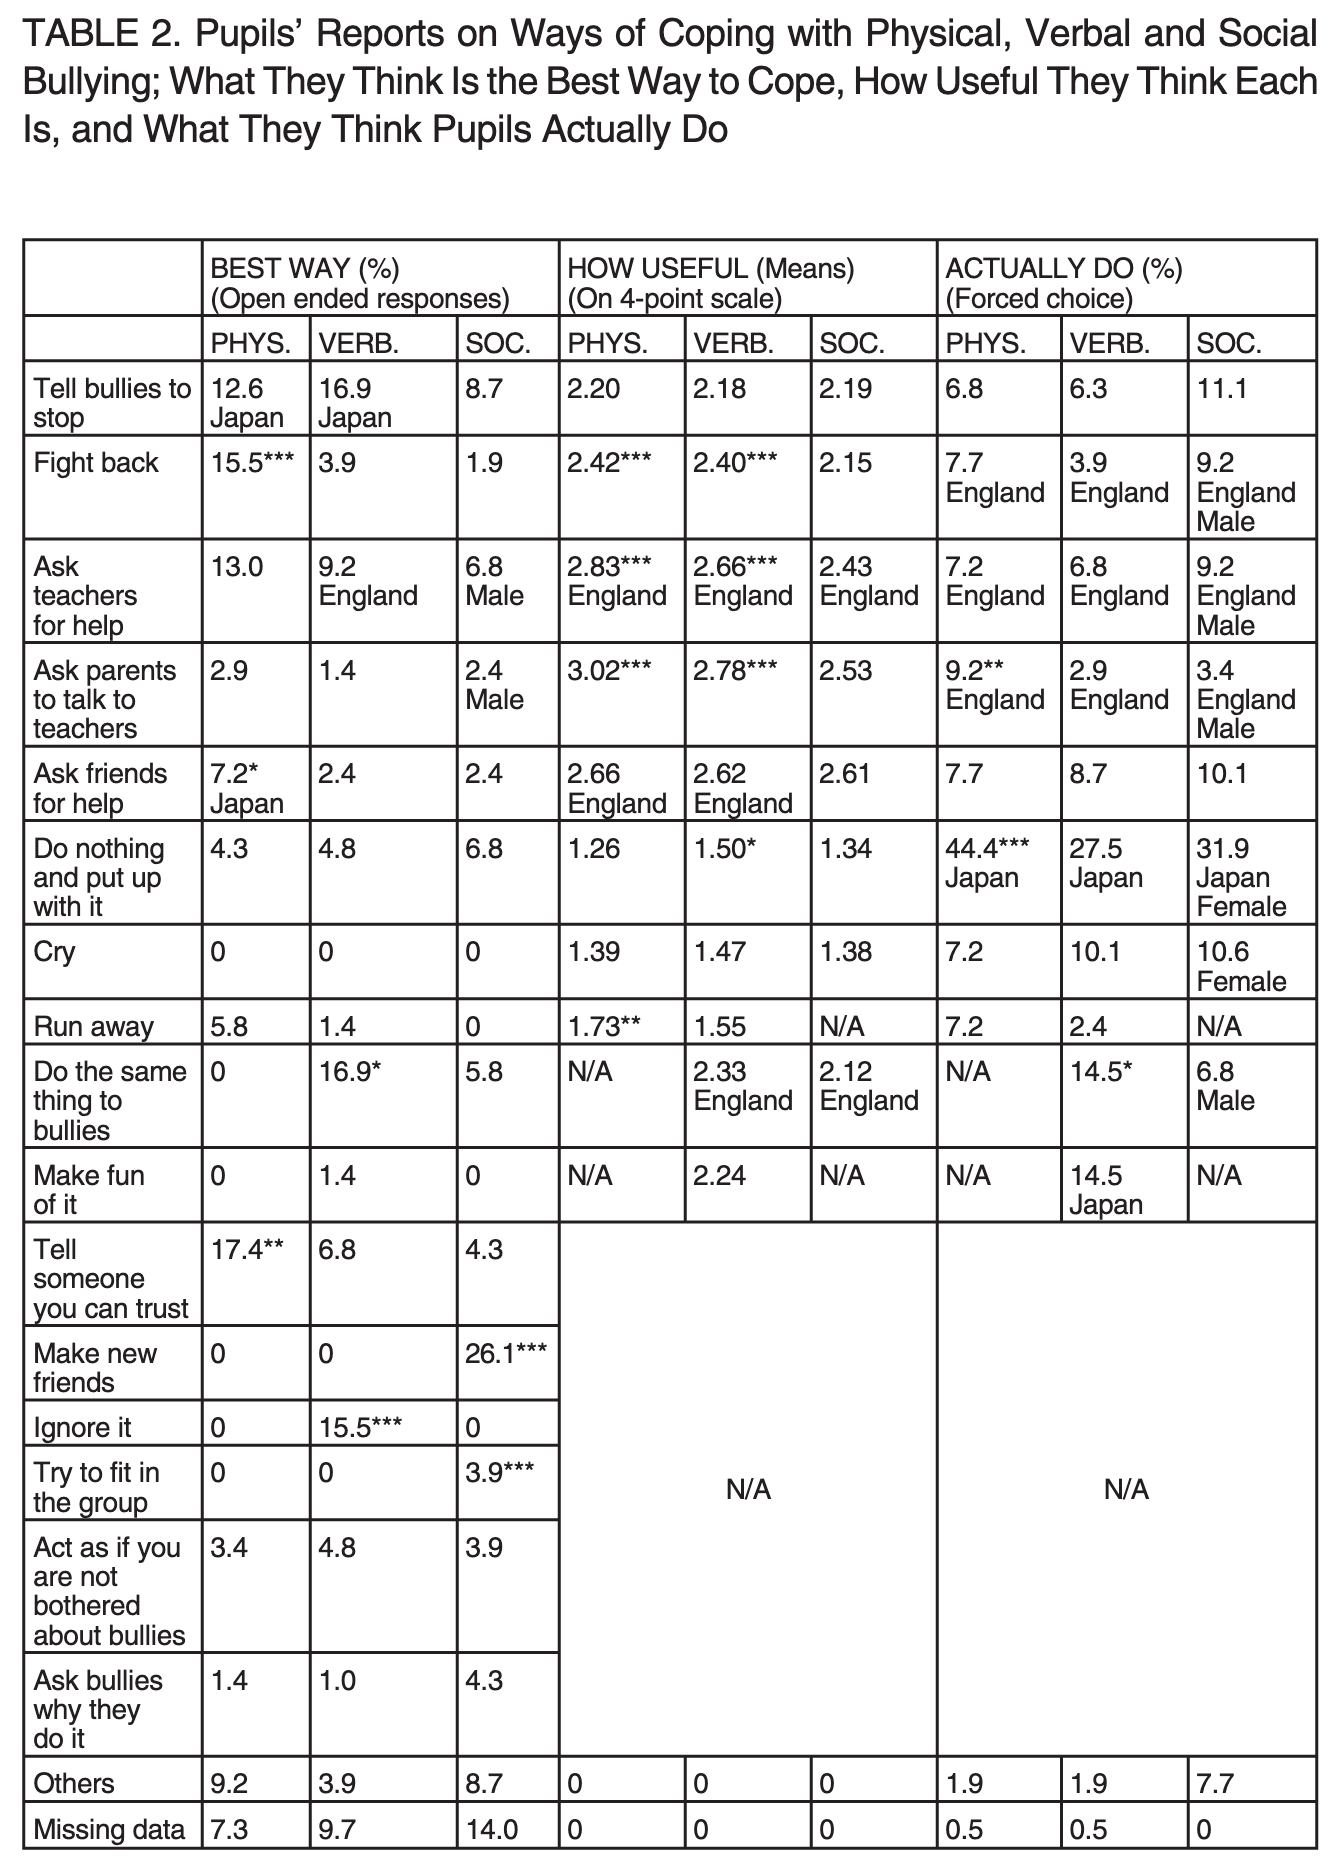 TABLE 2. Pupils’ Reports on Ways of Coping with Physical, Verbal and Social
Bullying; What They Think Is the Best Way to Cope, How Useful They Think Each
Is, and What They Think Pupils Actually Do
BEST WAY (%) HOW USEFUL (Means) ACTUALLY DO (%)
(Open ended responses) (On 4-point scale) (Forced choice)
PHYS. VERB. SOC. PHYS. VERB. SOC. PHYS. VERB. SOC.
Tell bullies to 12.6 16.9 8.7 2.20 2.18 2.19 6.8 6.3 11.1
stop Japan Japan
Fight back 15.5*** 3.9 1.9 2.42*** 2.40*** 2.15 7.7 3.9 9.2
England England England
Male
Ask 13.0 9.2 6.8 2.83*** 2.66*** 2.43 7.2 6.8 9.2
teachers England Male England England England England England England
for help Male
Ask parents 2.9 1.4 2.4 3.02*** 2.78*** 2.53 9.2** 2.9 3.4
to talk to Male England England England
teachers Male
Ask friends 7.2* 2.4 2.4 2.66 2.62 2.61 7.7 8.7 10.1
for help Japan England England
Do nothing 4.3 4.8 6.8 1.26 1.50* 1.34 44.4*** 27.5 31.9
and put up Japan Japan Japan
with it Female
Cry 0 0 0 1.39 1.47 1.38 7.2 10.1 10.6
Female
Run away 5.8 1.4 0 1.73** 1.55 N/A 7.2 2.4 N/A
Do the same 0 16.9* 5.8 N/A 2.33 2.12 N/A 14.5* 6.8
thing to England England Male
bullies
Make fun 0 1.4 0 N/A 2.24 N/A N/A 14.5 N/A
of it Japan
Tell 17.4** 6.8 4.3
someone
you can trust
Make new 0 0 26.1***
friends
Ignore it 0 15.5*** 0
Try to fit in 0 0 3.9***
the group
N/A N/A
Act as if you 3.4 4.8 3.9
are not
bothered
about bullies
Ask bullies 1.4 1.0 4.3
why they
do it
Others 9.2 3.9 8.7 0 0 0 1.9 1.9 7.7
Missing data 7.3 9.7 14.0 0 0 0 0.5 0.5 0